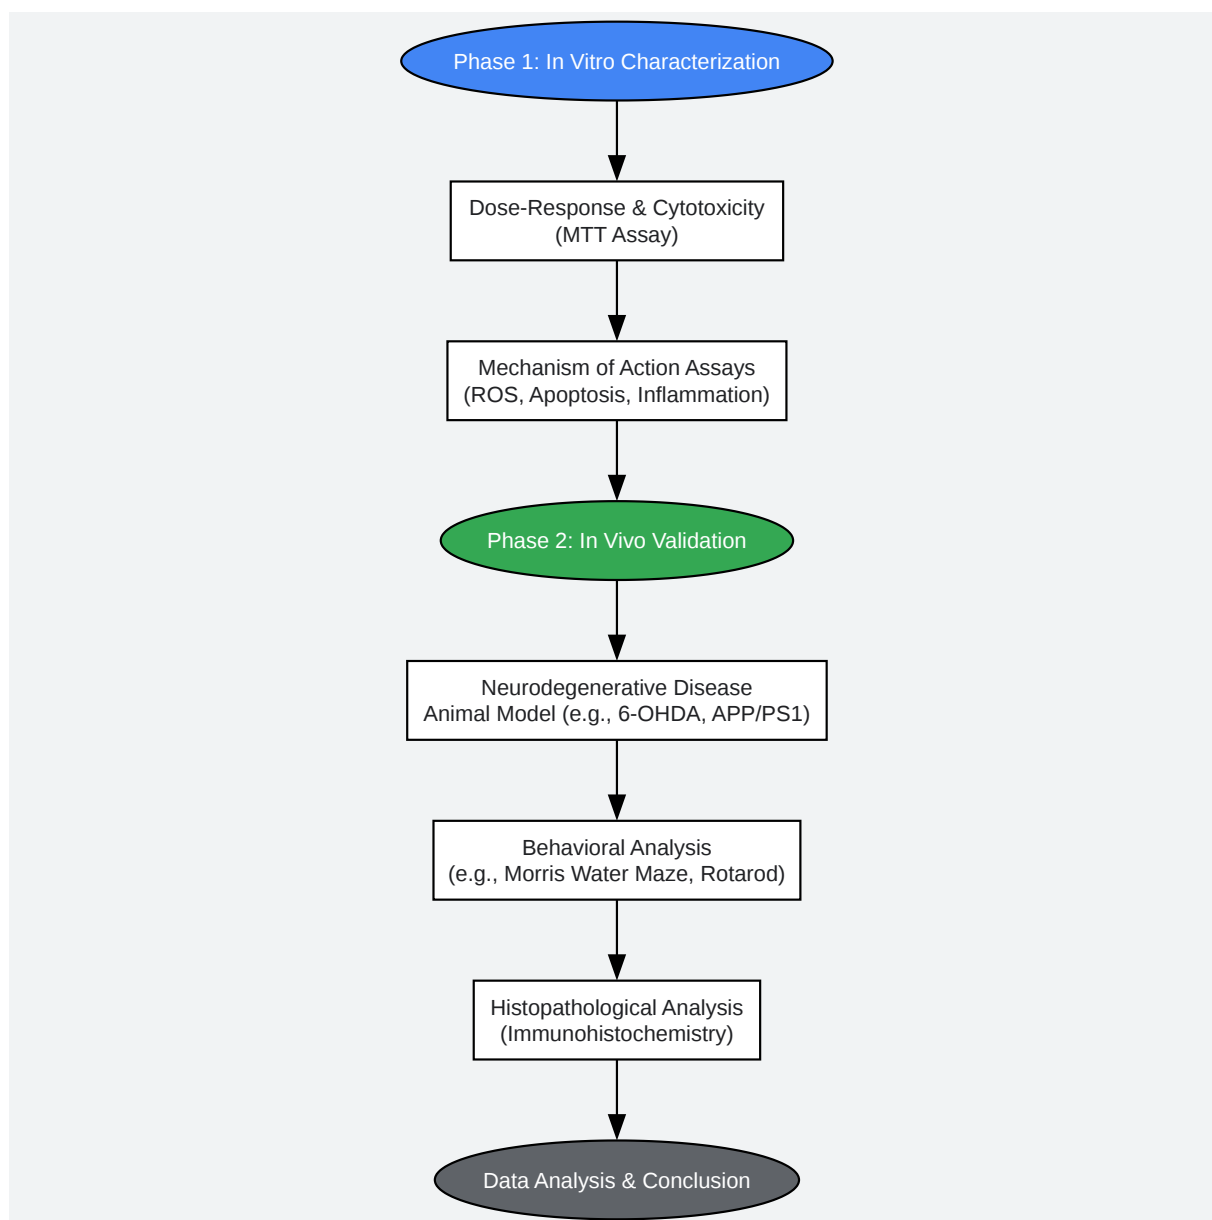 Phase 1: In Vitro Characterization
Dose-Response & Cytotoxicity
(MTT Assay)
Mechanism of Action Assays
(ROS, Apoptosis, Inflammation)
Phase 2: In Vivo Validation
Neurodegenerative Disease
Animal Model (e.g., 6-OHDA, APP/PS1)
Behavioral Analysis
(e.g., Morris Water Maze, Rotarod)
Histopathological Analysis
(Immunohistochemistry)
Data Analysis & Conclusion